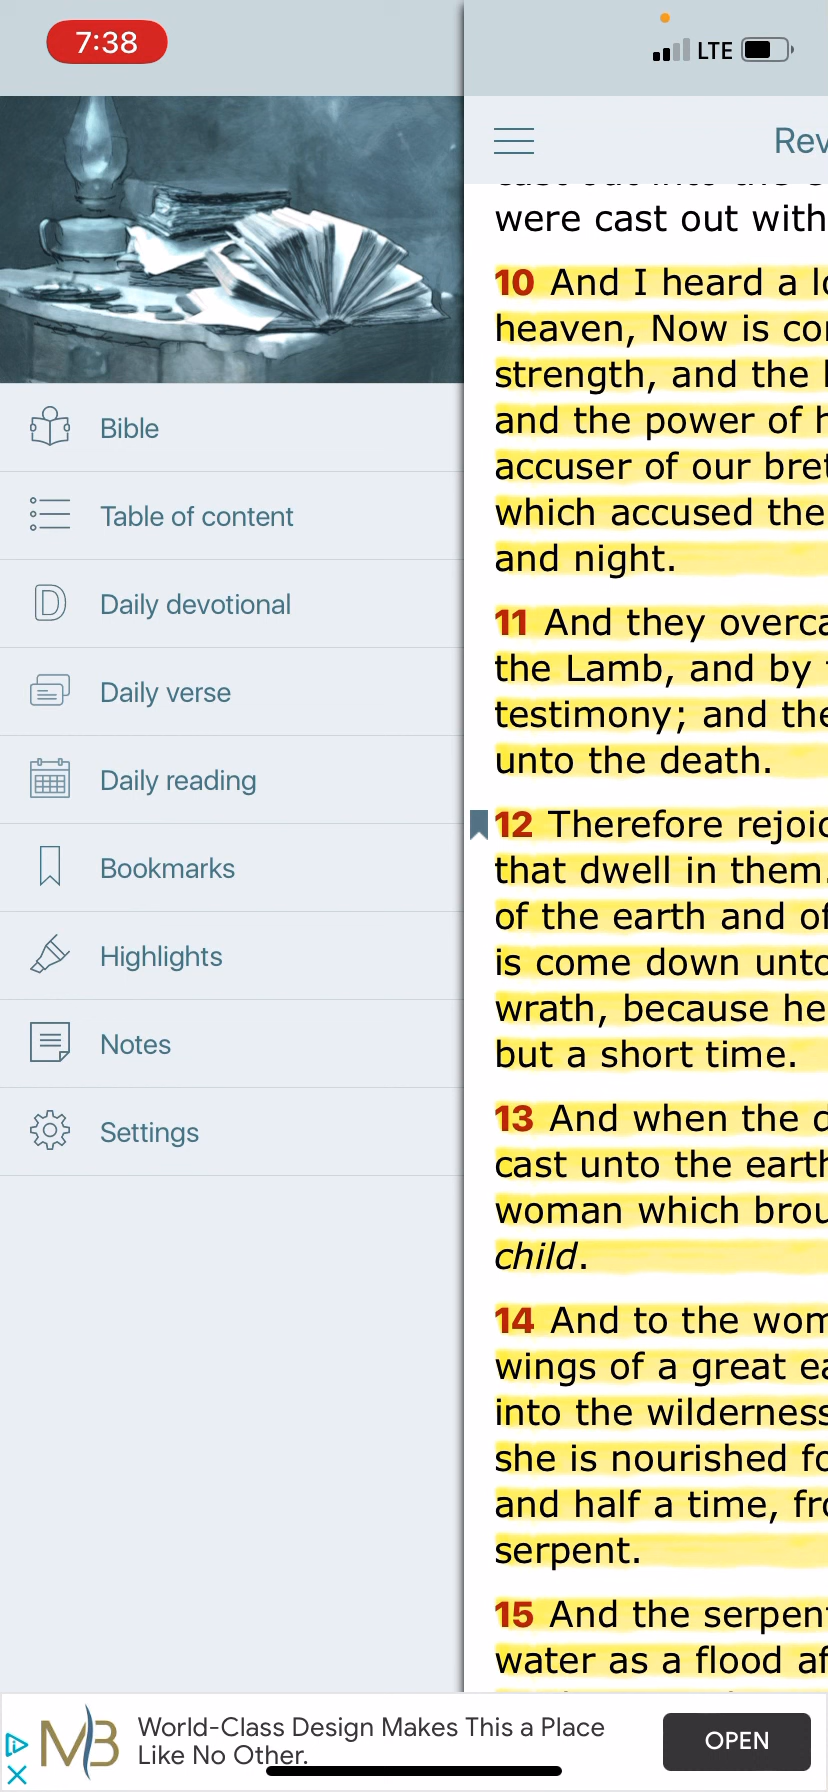 7:38
LTE
Bible
Table of content
Daily devotional
Daily verse
Daily reading
Bookmarks
Highlights
Notes
Settings
Rev
were cast out with
10 And I heard a lo
heaven, Now is co
strength, and the
and the power of h
accuser of our bret
which accused the
and night.
11 And they overca
the Lamb, and by
testimony; and the
unto the death.
12 Therefore rejoic
that dwell in them.
of the earth and of
is come down unto
wrath, because he
but a short time.
13 And when the d
cast unto the earth
woman which brou
child.
14 And to the wom
wings of a great ea
into the wilderness
she is nourished fo
and half a time, fro
serpent.
15 And the serpent
water as a flood af
MB
World-Class Design Makes This a Place
Like No Other.
OPEN